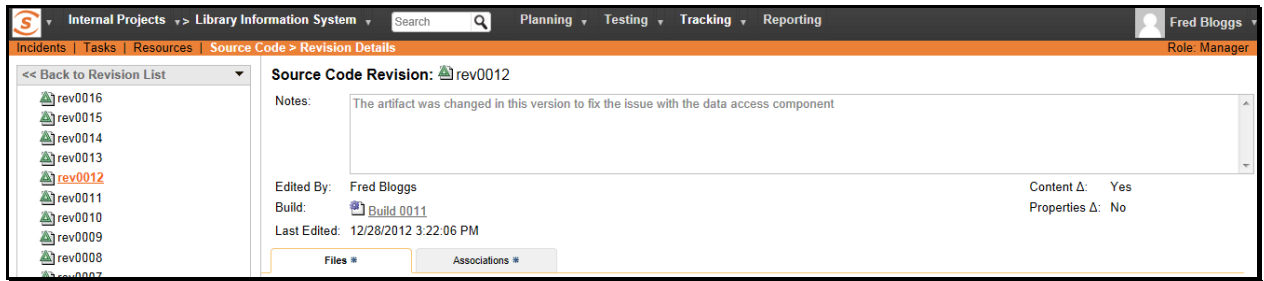 Internal Projects > Library Information System Search Planning Testing Tracking Reporting Fred Bloggs
Incidents | Tasks | Resources | Source Code > Revision Details Role: Manager
<< Back to Revision List
rev0016
rev0015
rev0014
rev0013
rev0012
rev0011
rev0010
rev0009
rev0008
rev0007
Source Code Revision: rev0012
Notes: The artifact was changed in this version to fix the issue with the data access component
Edited By: Fred Bloggs Content Δ: Yes
Build: Build 0011 Properties Δ: No
Last Edited: 12/28/2012 3:22:06 PM
Files Associations